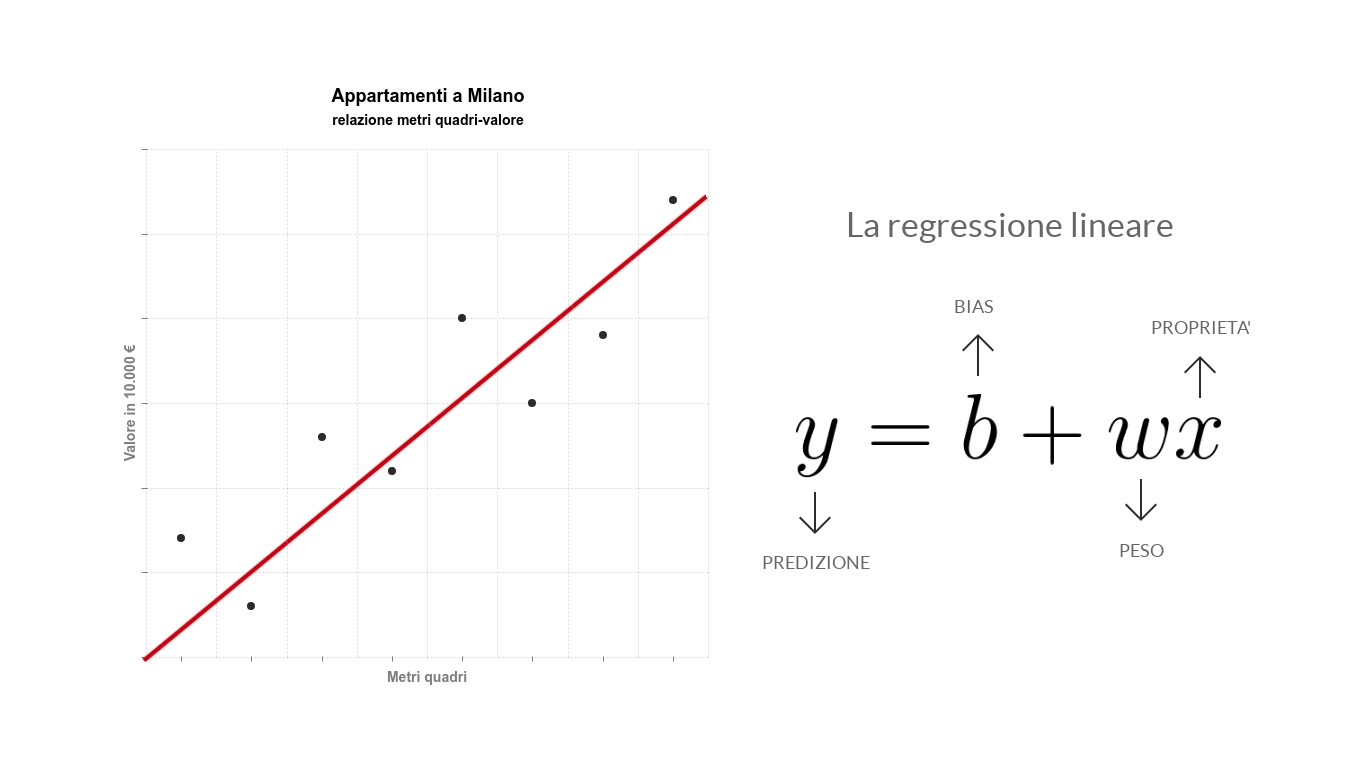 Appartamenti a Milano
relazione metri quadri-valore
Valore in 10.000 €
Metri quadri
La regressione lineare
BIAS
PROPRIETA'
y = b + wx
PREDIZIONE
PESO